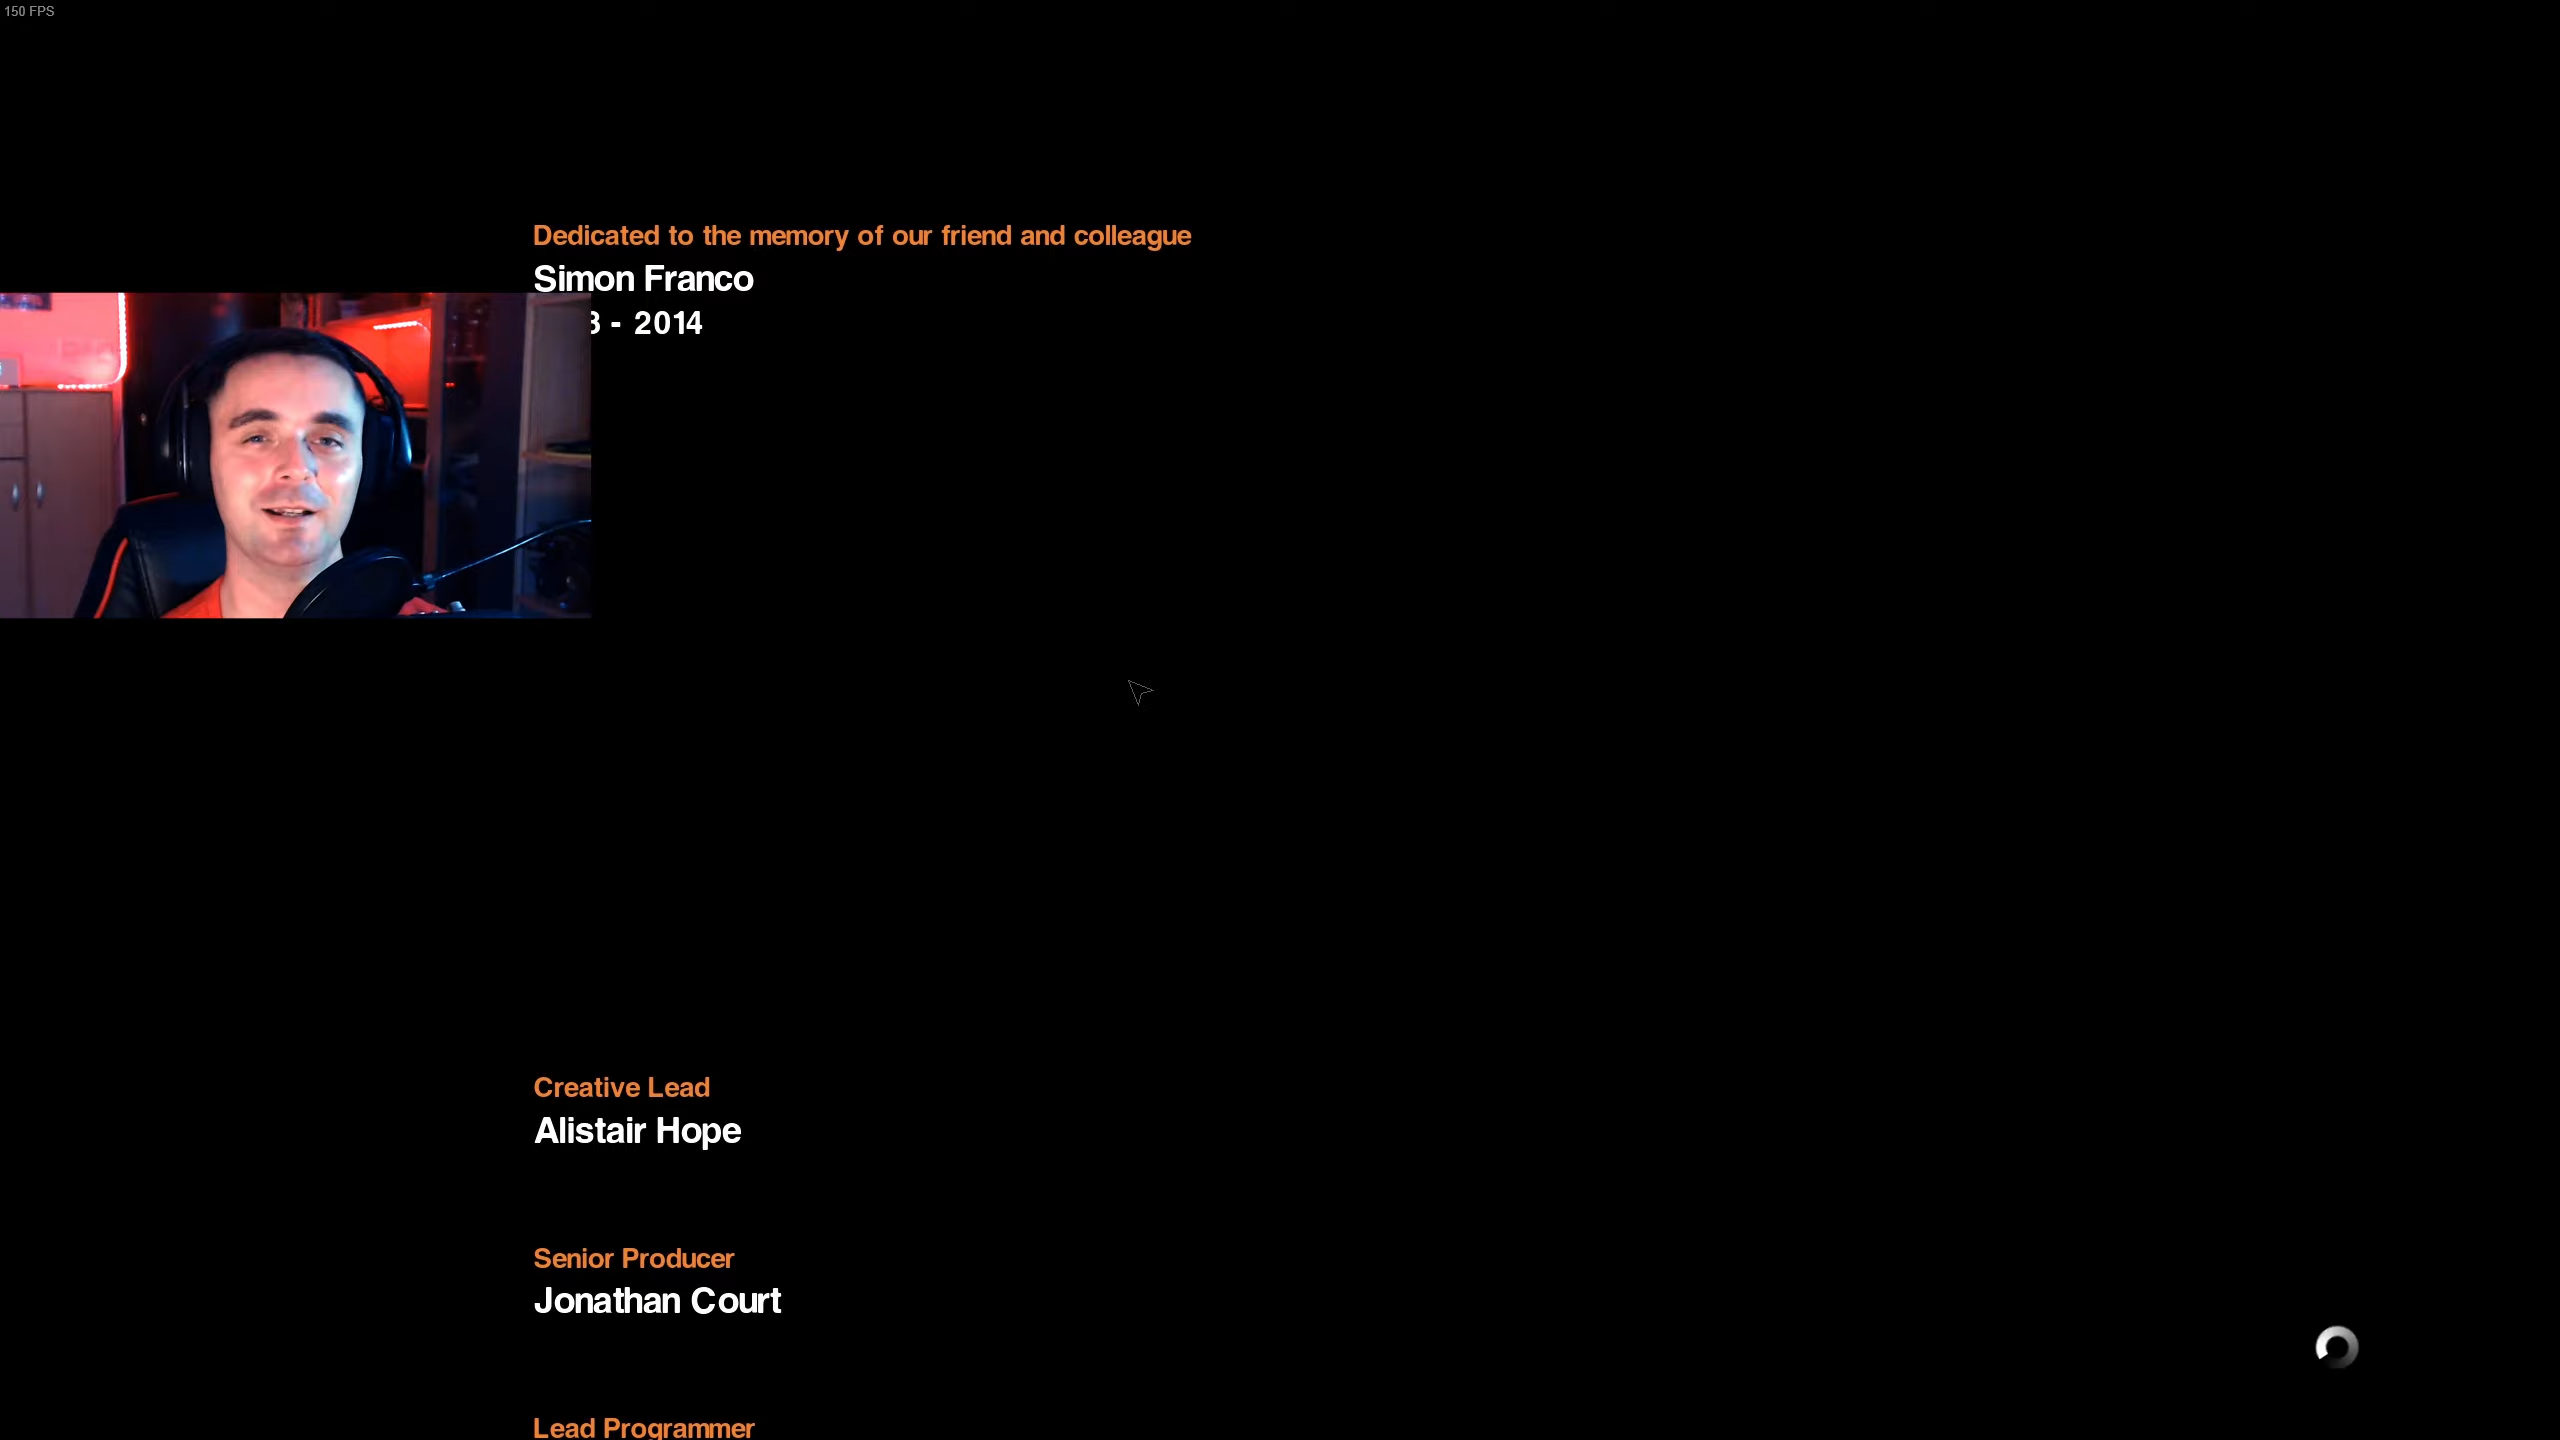 150 FPS
Dedicated to the memory of our friend and colleague
Simon Franco
- 2014
Creative Lead
Alistair Hope
Senior Producer
Jonathan Court
Lead Programmer